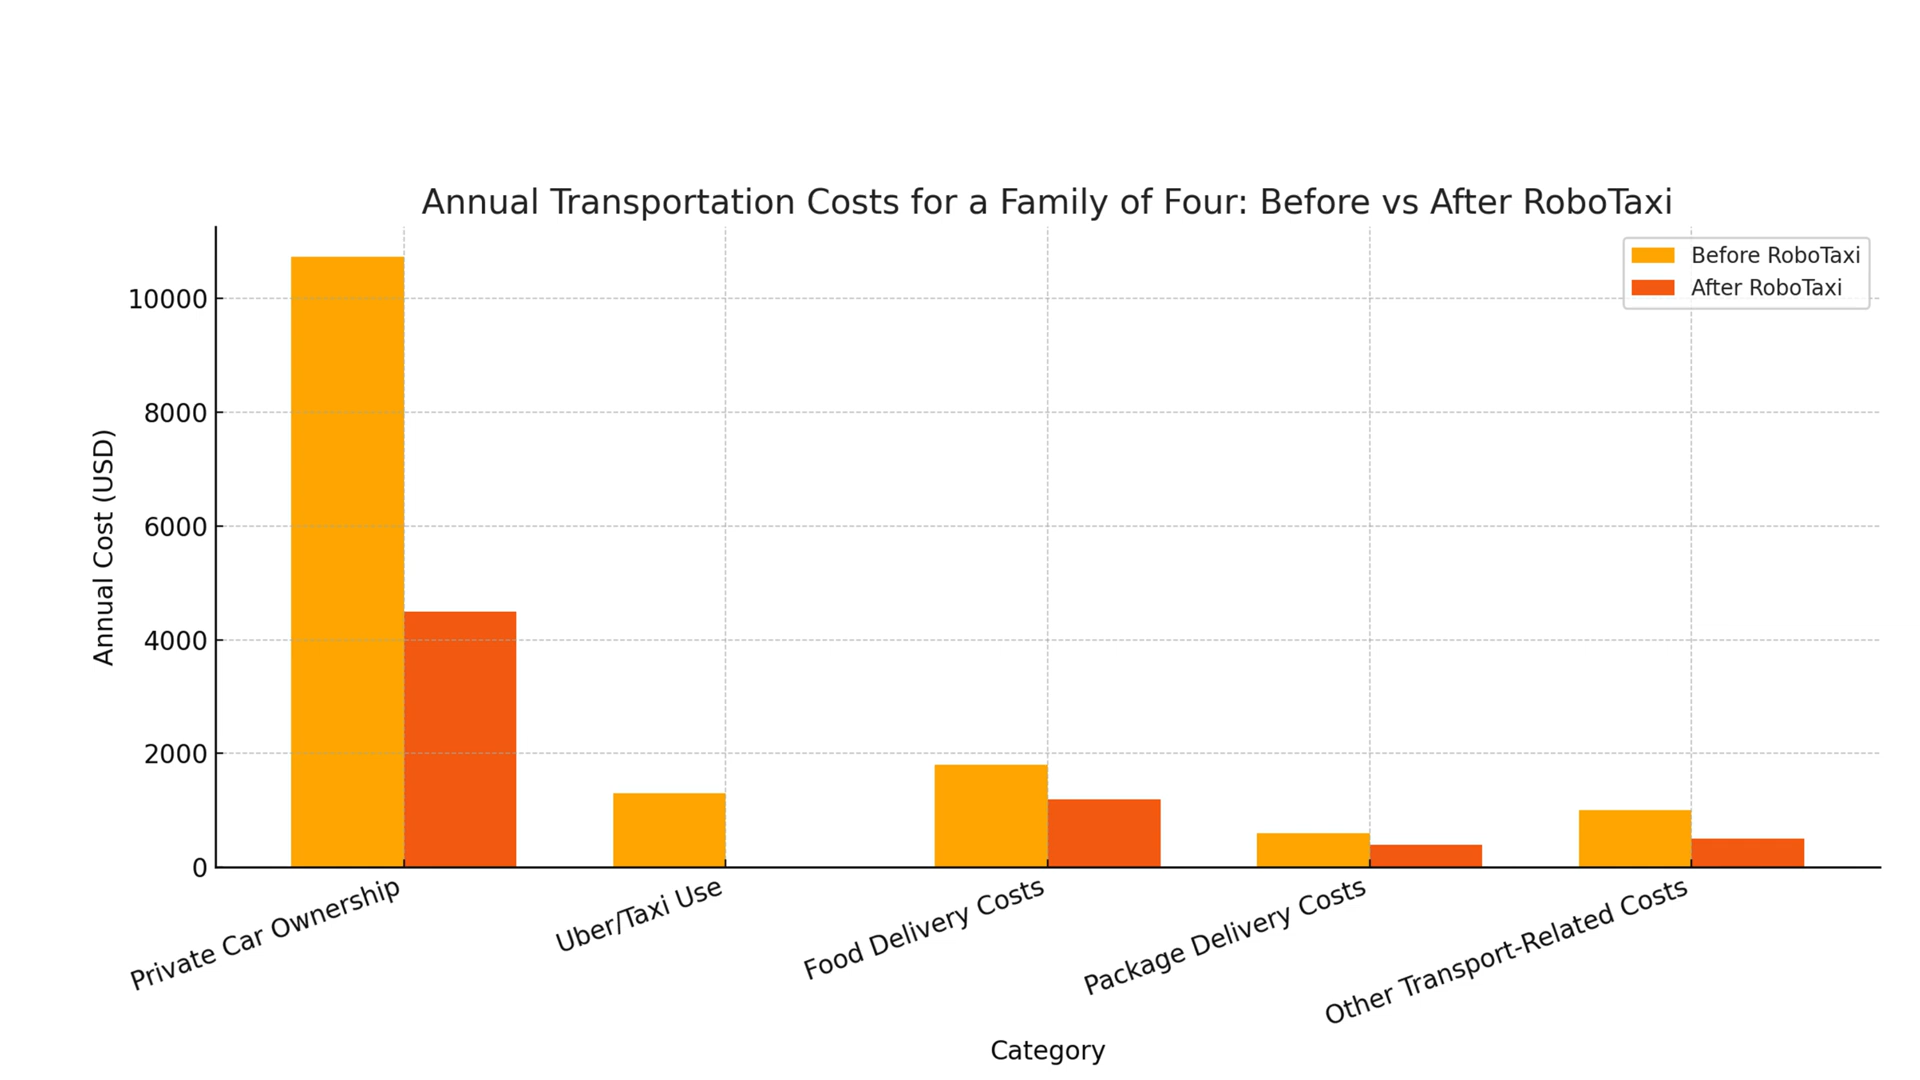 Annual Transportation Costs for a Family of Four: Before vs After RoboTaxi
Before RoboTaxi
After RoboTaxi
Annual Cost (USD)
10000
8000
6000
4000
2000
0
Private Car Ownership
Uber/Taxi Use
Food Delivery Costs
Package Delivery Costs
Other Transport-Related Costs
Category